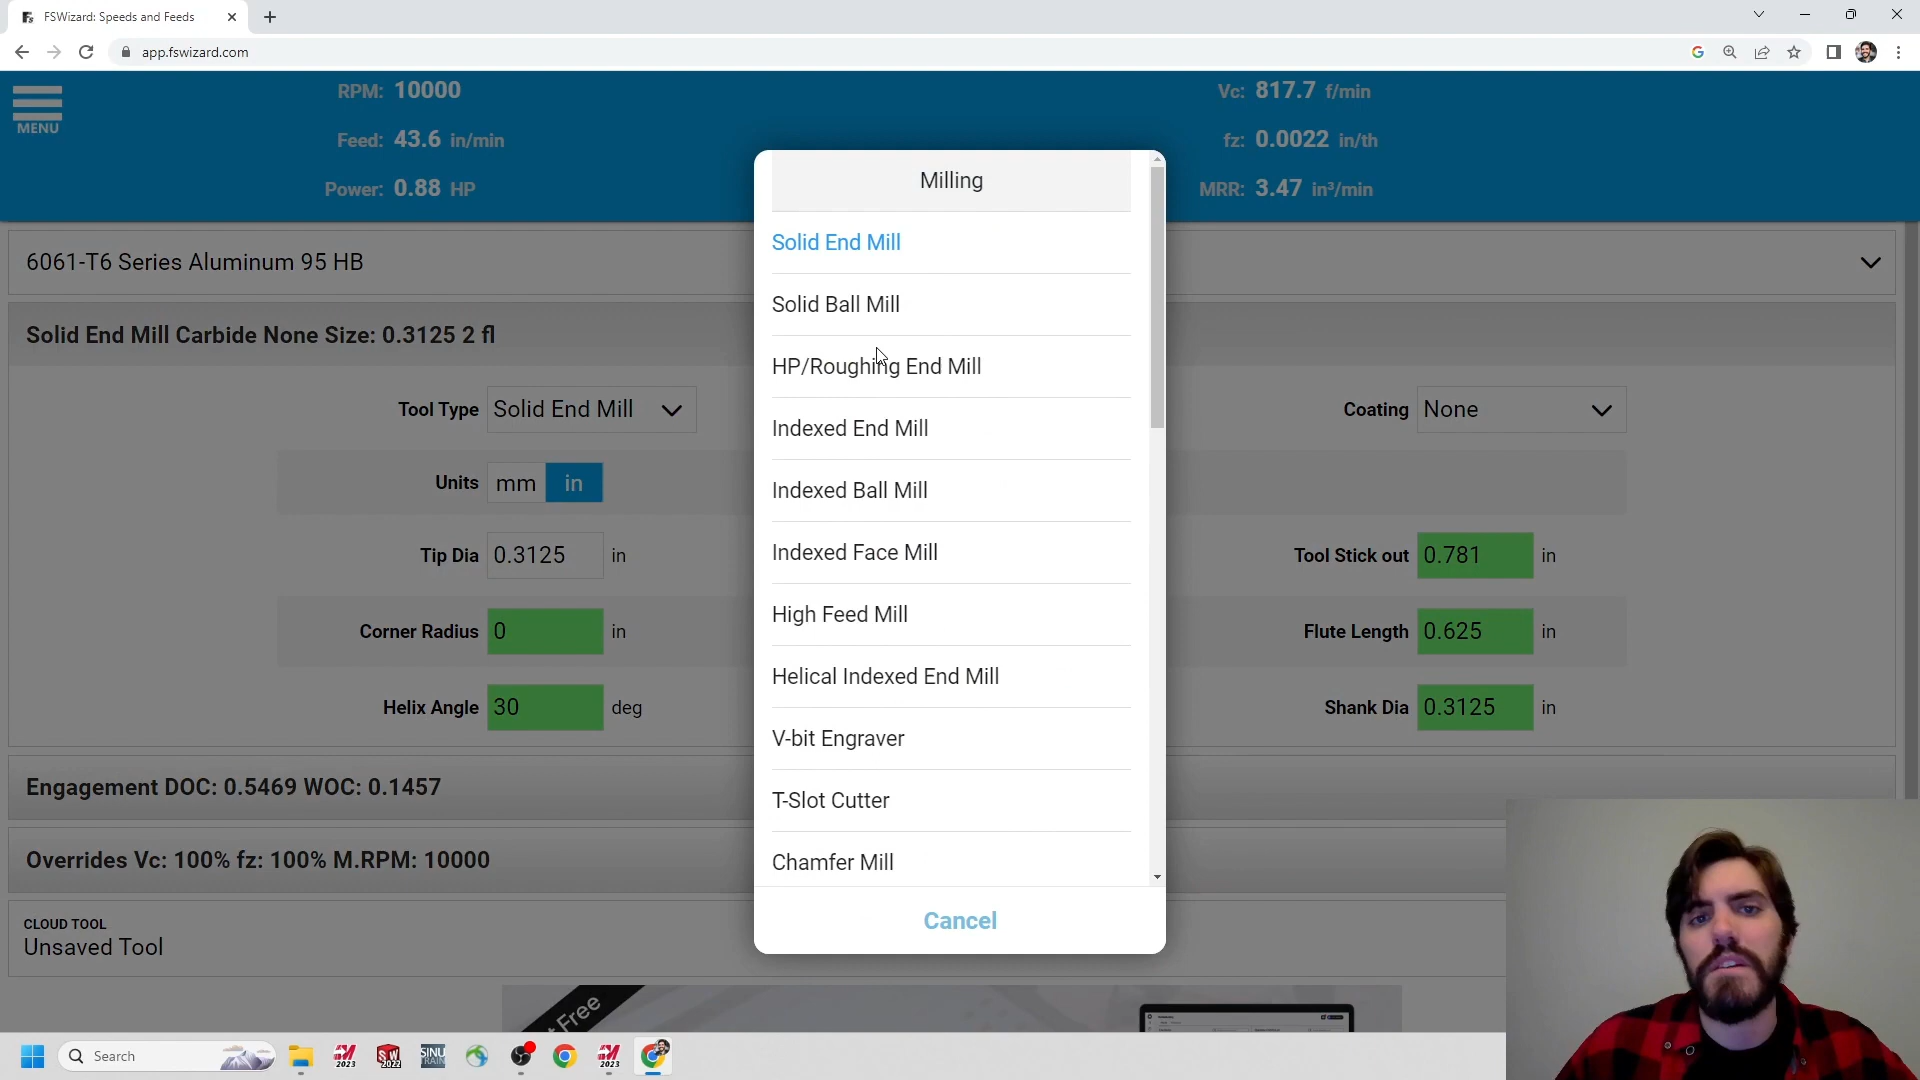 FSWizard: Speeds and Feeds
app.fswizard.com
MENU
RPM: 10000
Vc: 817.7 f/min
Feed: 43.6 in/min
fz: 0.0022 in/th
Power: 0.88 HP
MRR: 3.47 in³/min
6061-T6 Series Aluminum 95 HB
Solid End Mill Carbide None Size: 0.3125 2 fl
Tool Type Solid End Mill
Coating None
Units mm in
Tip Dia 0.3125 in
Tool Stick out 0.781 in
Corner Radius 0 in
Flute Length 0.625 in
Helix Angle 30 deg
Shank Dia 0.3125 in
Engagement DOC: 0.5469 WOC: 0.1457
Overrides Vc: 100% fz: 100% M.RPM: 10000
CLOUD TOOL
Unsaved Tool
Milling
Solid End Mill
Solid Ball Mill
HP/Roughing End Mill
Indexed End Mill
Indexed Ball Mill
Indexed Face Mill
High Feed Mill
Helical Indexed End Mill
V-bit Engraver
T-Slot Cutter
Chamfer Mill
Cancel
Free
Search
2023
SW
2022
SINU
TRAIN
2023